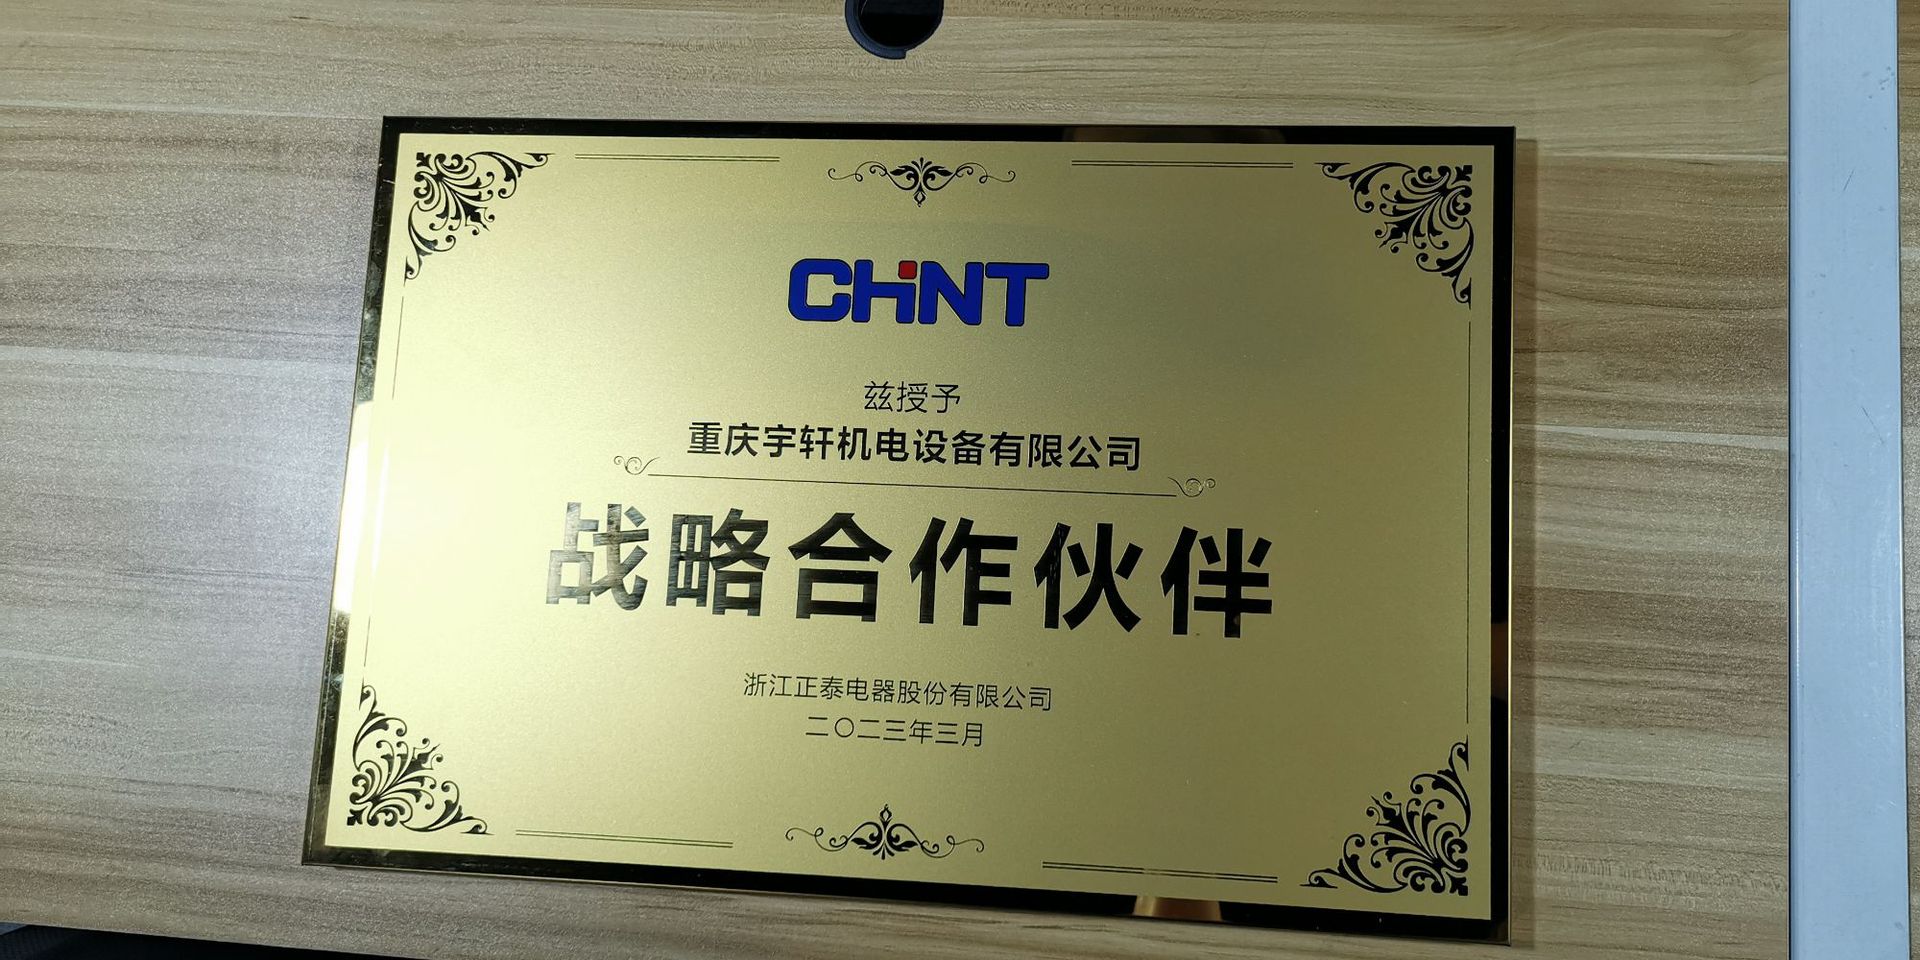 CHINT
兹授予
重庆宇轩机电设备有限公司
战略合作伙伴
浙江正泰电器股份有限公司
二〇二三年三月